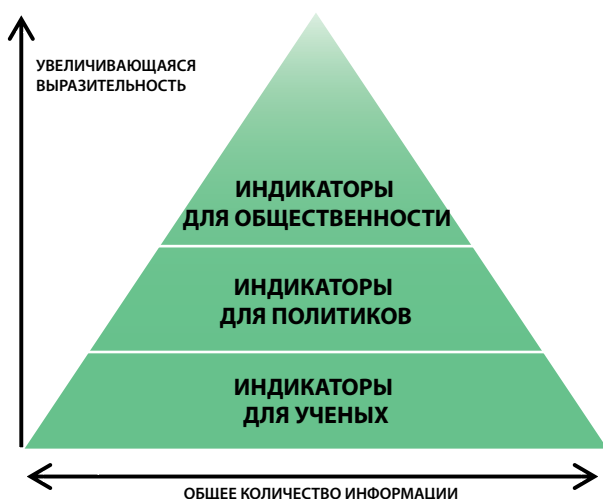 УВЕЛИЧИВАЮЩАЯСЯ
ВЫРАЗИТЕЛЬНОСТЬ
ИНДИКАТОРЫ
ДЛЯ ОБЩЕСТВЕННОСТИ
ИНДИКАТОРЫ
ДЛЯ ПОЛИТИКОВ
ИНДИКАТОРЫ
ДЛЯ УЧЕНЫХ
ОБЩЕЕ КОЛИЧЕСТВО ИНФОРМАЦИИ